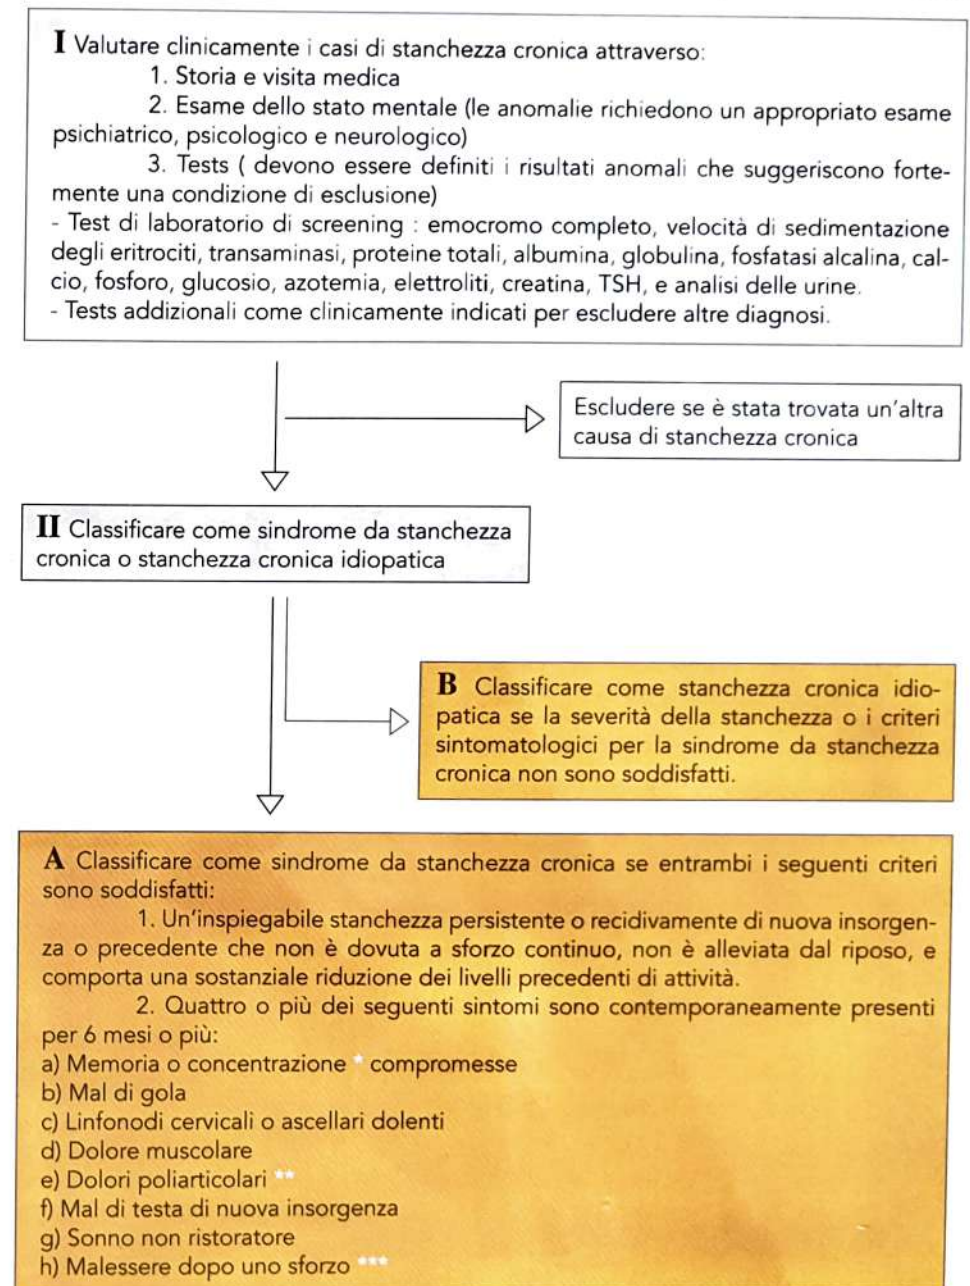 I Valutare clinicamente i casi di stanchezza cronica attraverso:
1. Storia e visita medica
2. Esame dello stato mentale (le anomalie richiedono un appropriato esame
psichiatrico, psicologico e neurologico)
3. Tests ( devono essere definiti i risultati anomali che suggeriscono forte-
mente una condizione di esclusione)
- Test di laboratorio di screening : emocromo completo, velocità di sedimentazione
degli eritrociti, transaminasi, proteine totali, albumina, globulina, fosfatasi alcalina, cal-
cio, fosforo, glucosio, azotemia, elettroliti, creatina, TSH, e analisi delle urine.
- Tests addizionali come clinicamente indicati per escludere altre diagnosi.
Escludere se è stata trovata un'altra
causa di stanchezza cronica
II Classificare come sindrome da stanchezza
cronica o stanchezza cronica idiopatica
B Classificare come stanchezza cronica idio-
patica se la severità della stanchezza o i criteri
sintomatologici per la sindrome da stanchezza
cronica non sono soddisfatti.
A Classificare come sindrome da stanchezza cronica se entrambi i seguenti criteri
sono soddisfatti:
1. Un'inspiegabile stanchezza persistente o recidivamente di nuova insorgen-
za o precedente che non è dovuta a sforzo continuo, non è alleviata dal riposo, e
comporta una sostanziale riduzione dei livelli precedenti di attività.
2. Quattro o più dei seguenti sintomi sono contemporaneamente presenti
per 6 mesi o più:
a) Memoria o concentrazione * compromesse
b) Mal di gola
c) Linfonodi cervicali o ascellari dolenti
d) Dolore muscolare
e) Dolori poliarticolari **
f) Mal di testa di nuova insorgenza
g) Sonno non ristoratore
h) Malessere dopo uno sforzo ***